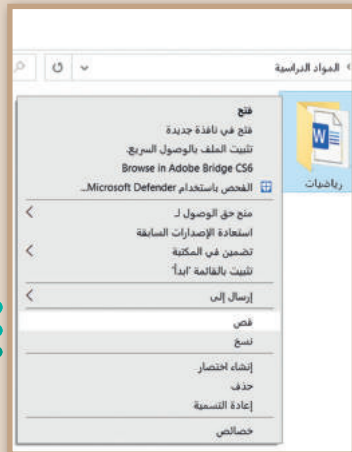 المواد الدراسية
رياضيات
فتح
فتح في نافذة جديدة
تثبيت الملف بالوصول السريع.
Browse in Adobe Bridge CS6
الفحص باستخدام Microsoft Defender...
منح حق الوصول لـ
استعادة الإصدارات السابقة
تضمين في المكتبة
تثبيت بالقائمة "ابدأ"
إرسال إلى
قص
نسخ
إنشاء اختصار
حذف
إعادة التسمية
خصائص